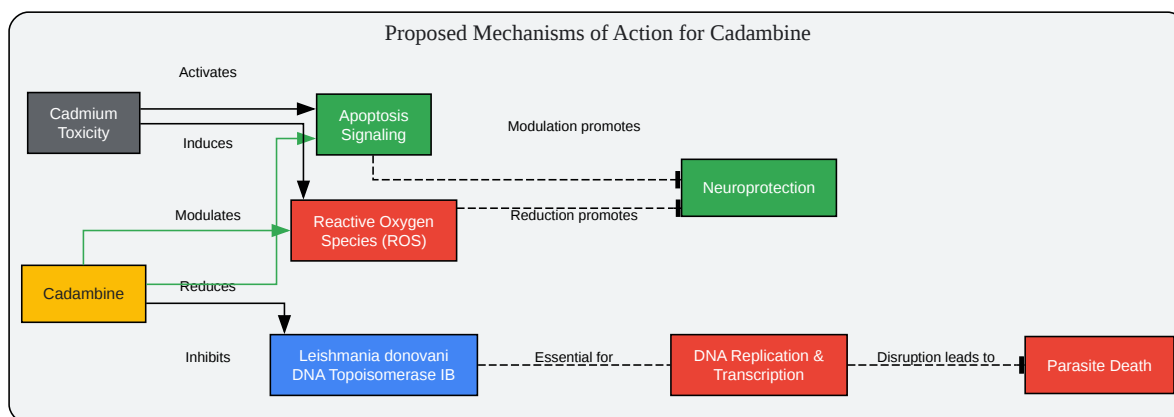 Proposed Mechanisms of Action for Cadambine
Activates
Cadmium
Toxicity
Apoptosis
Signaling
Modulation promotes
Induces
Neuroprotection
Modulates
Reactive Oxygen
Species (ROS)
Reduction promotes
Cadambine
Reduces
Inhibits
Leishmania donovani
DNA Topoisomerase IB
Essential for
DNA Replication &
Transcription
Disruption leads to
Parasite Death